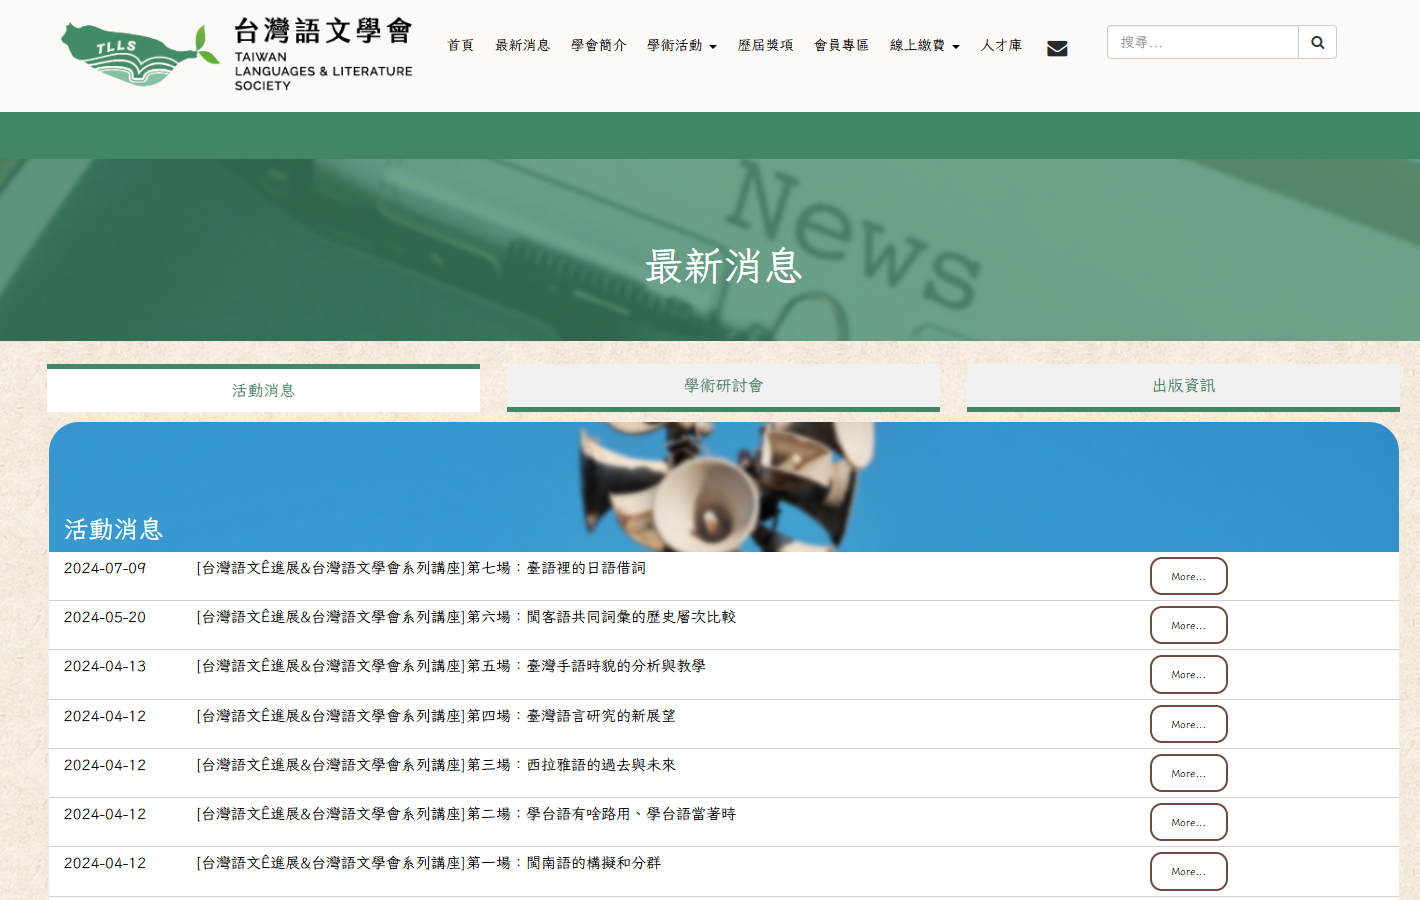 TLLS
台灣語文學會
TAIWAN
LANGUAGES & LITERATURE
SOCIETY
首頁 最新消息 學會簡介 學術活動 歷屆獎項 會員專區 線上繳費 人才庫
搜尋...
News
最新消息
活動消息 學術研討會 出版資訊
活動消息
2024-07-09 [台灣語文Ê進展&台灣語文學會系列講座]第七場：臺語裡的日語借詞 More...
2024-05-20 [台灣語文Ê進展&台灣語文學會系列講座]第六場：閩客語共同詞彙的歷史層次比較 More...
2024-04-13 [台灣語文Ê進展&台灣語文學會系列講座]第五場：臺灣手語時貌的分析與教學 More...
2024-04-12 [台灣語文Ê進展&台灣語文學會系列講座]第四場：臺灣語言研究的新展望 More...
2024-04-12 [台灣語文Ê進展&台灣語文學會系列講座]第三場：西拉雅語的過去與未來 More...
2024-04-12 [台灣語文Ê進展&台灣語文學會系列講座]第二場：學台語有啥路用、學台語當著時 More...
2024-04-12 [台灣語文Ê進展&台灣語文學會系列講座]第一場：閩南語的構擬和分群 More...